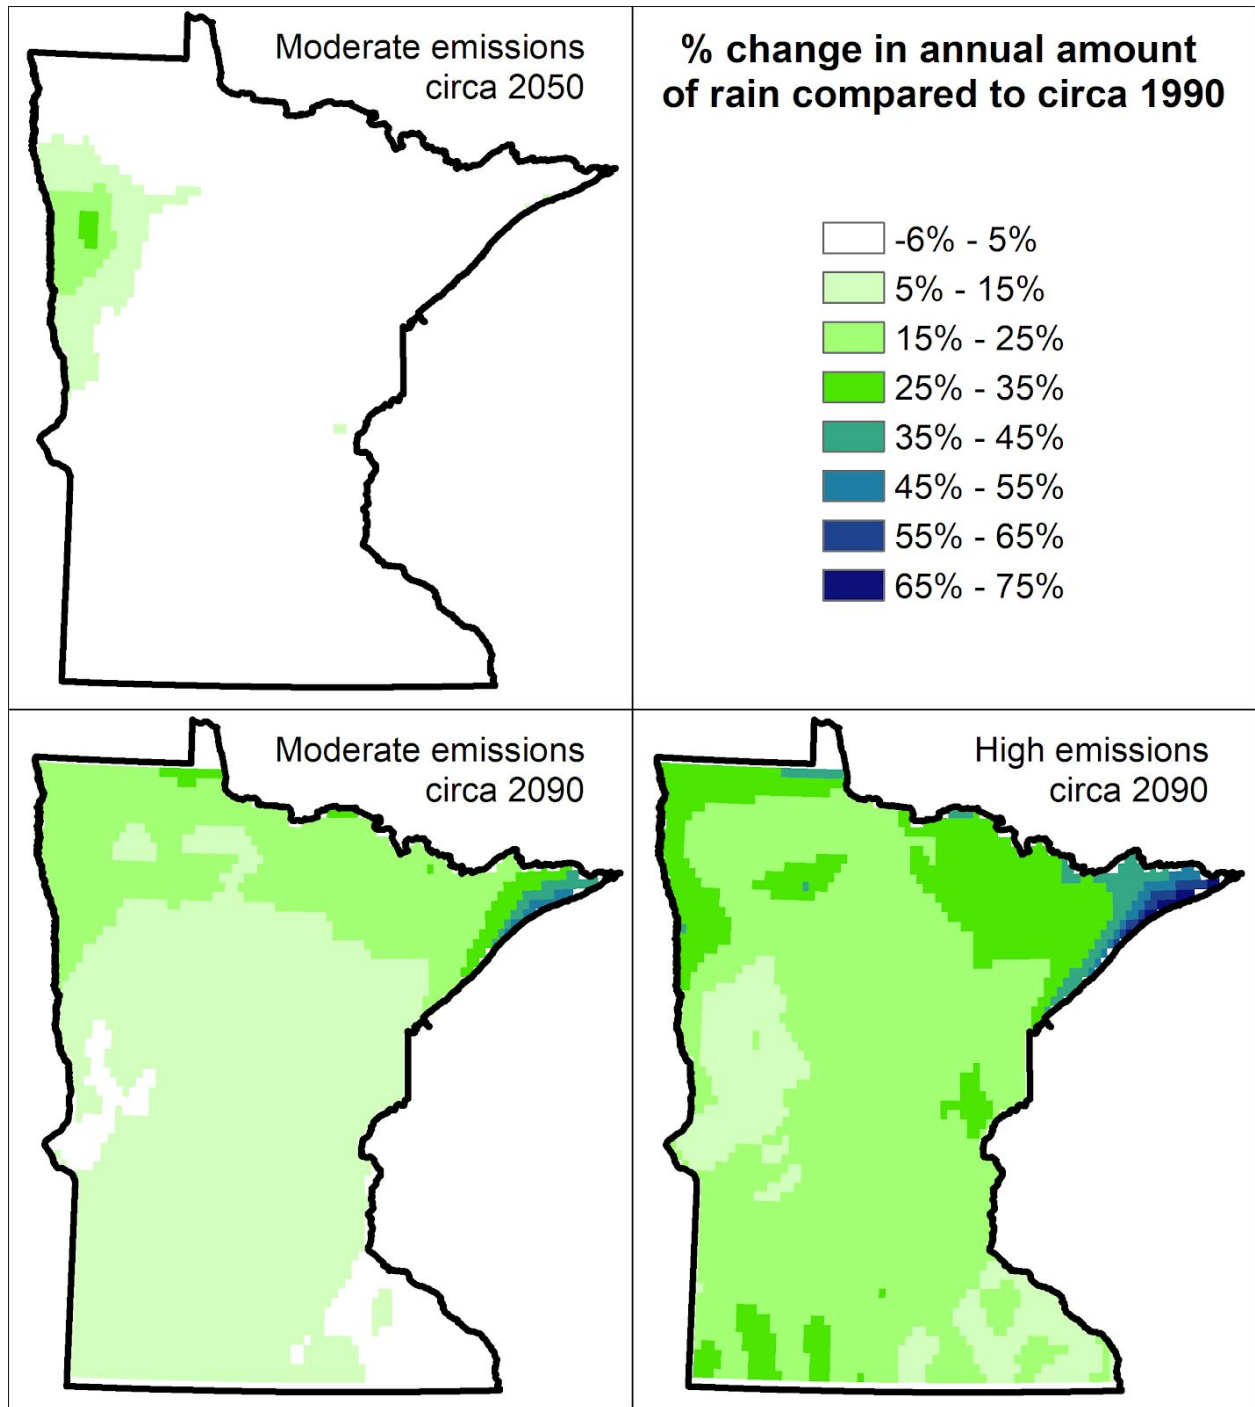 Moderate emissions
circa 2050
% change in annual amount
of rain compared to circa 1990
-6% - 5%
5% - 15%
15% - 25%
25% - 35%
35% - 45%
45% - 55%
55% - 65%
65% - 75%
Moderate emissions
circa 2090
High emissions
circa 2090